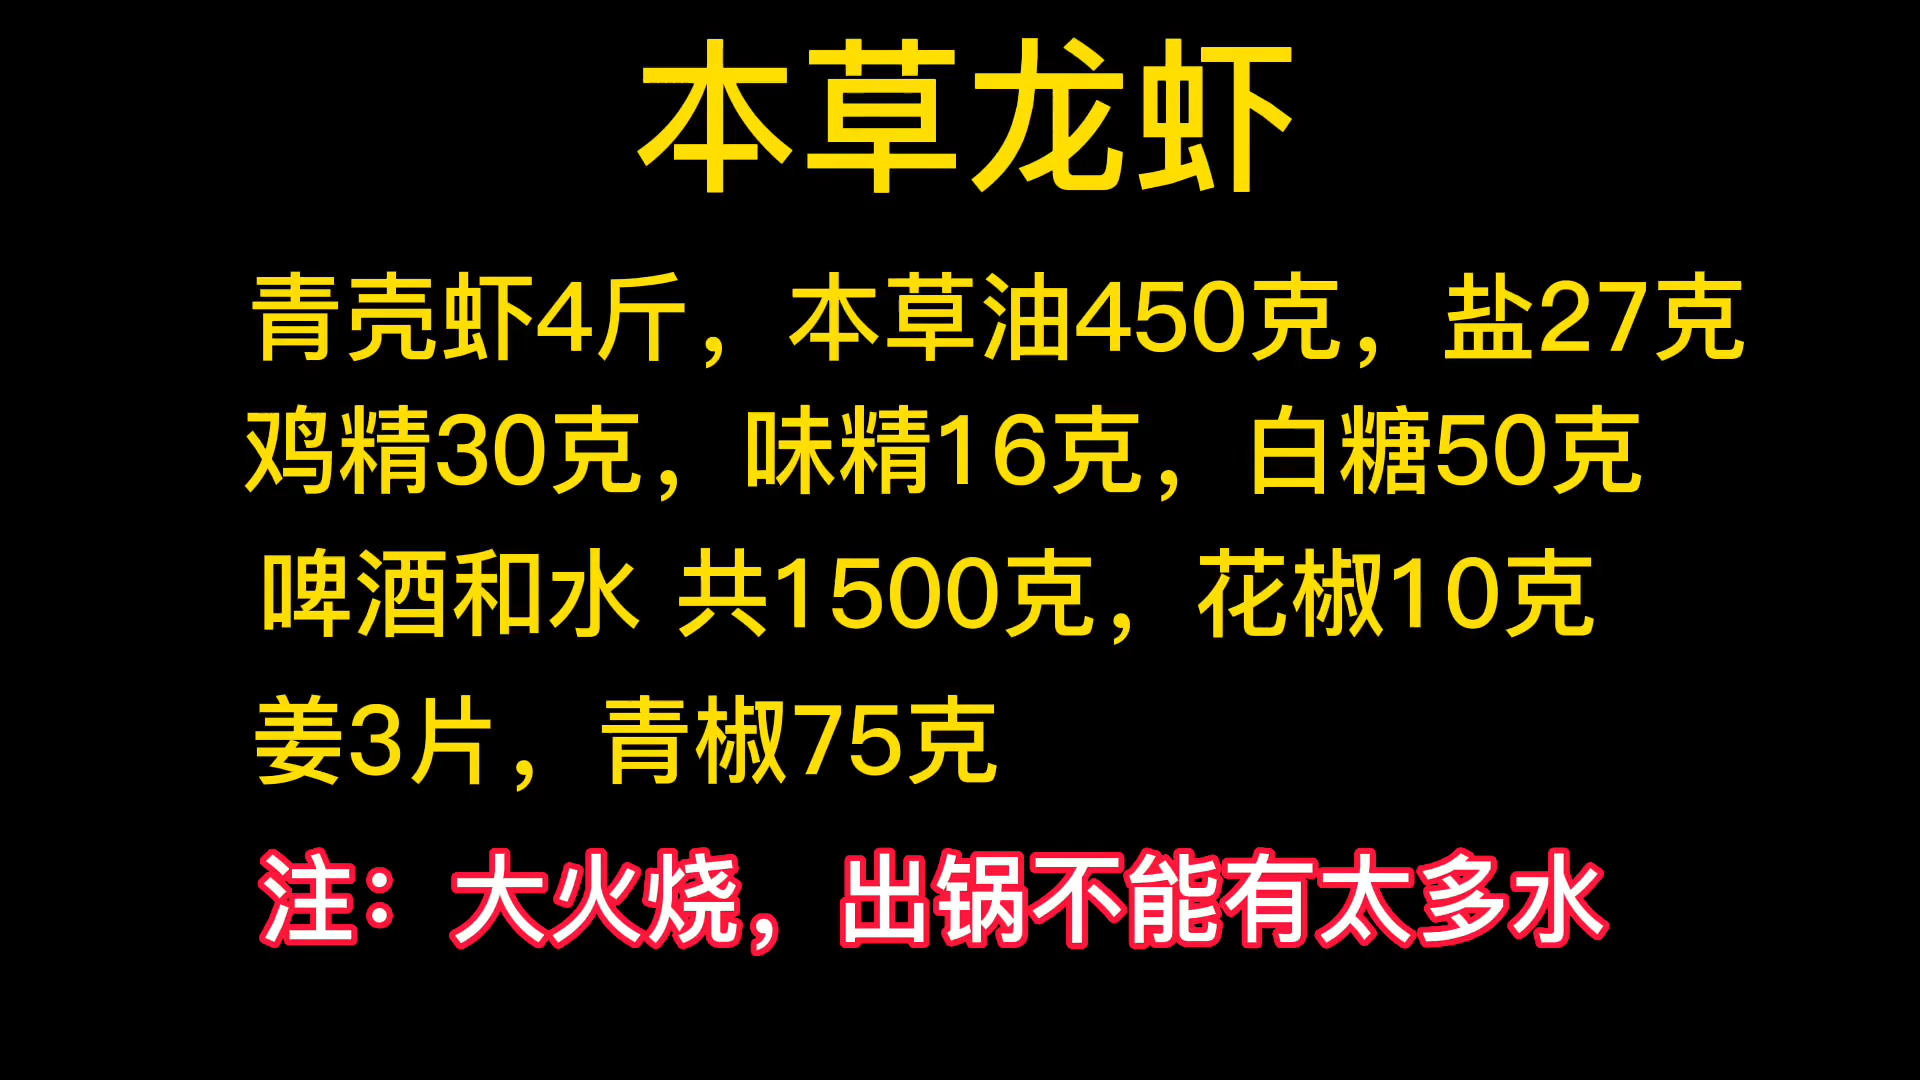 本草龙虾
青壳虾4斤，本草油450克，盐27克
鸡精30克，味精16克，白糖50克
啤酒和水 共1500克，花椒10克
姜3片，青椒75克
注：大火烧，出锅不能有太多水